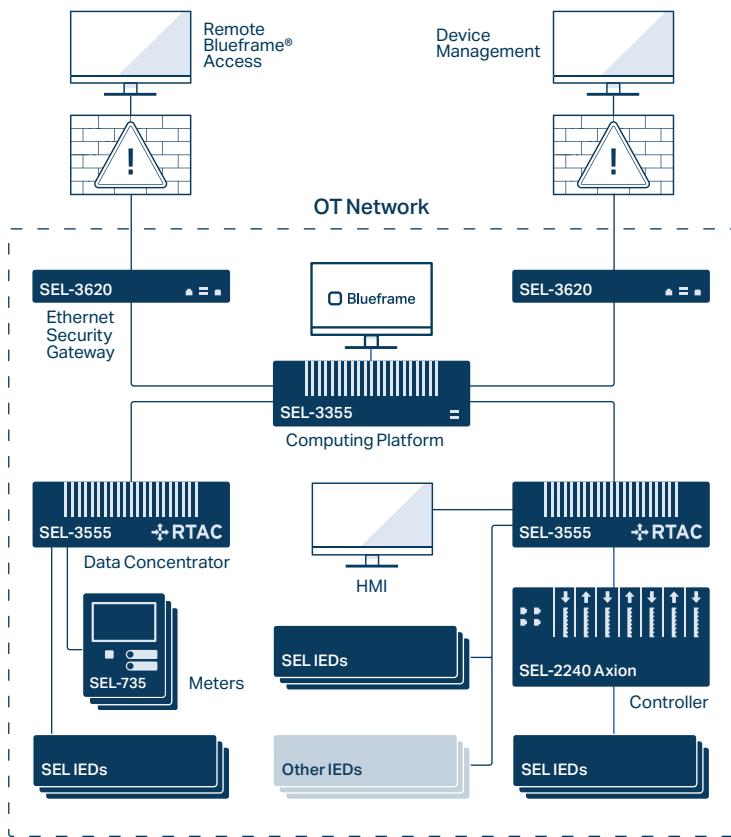 Remote
Blueframe®
Access
Device
Management
!
!
OT Network
SEL-3620
Ethernet
Security
Gateway
Blueframe
SEL-3620
SEL-3355
Computing Platform
SEL-3555
RTAC
Data Concentrator
HMI
SEL-3555
RTAC
SEL-735
Meters
SEL IEDs
SEL-2240 Axion
Controller
SEL IEDs
Other IEDs
SEL IEDs